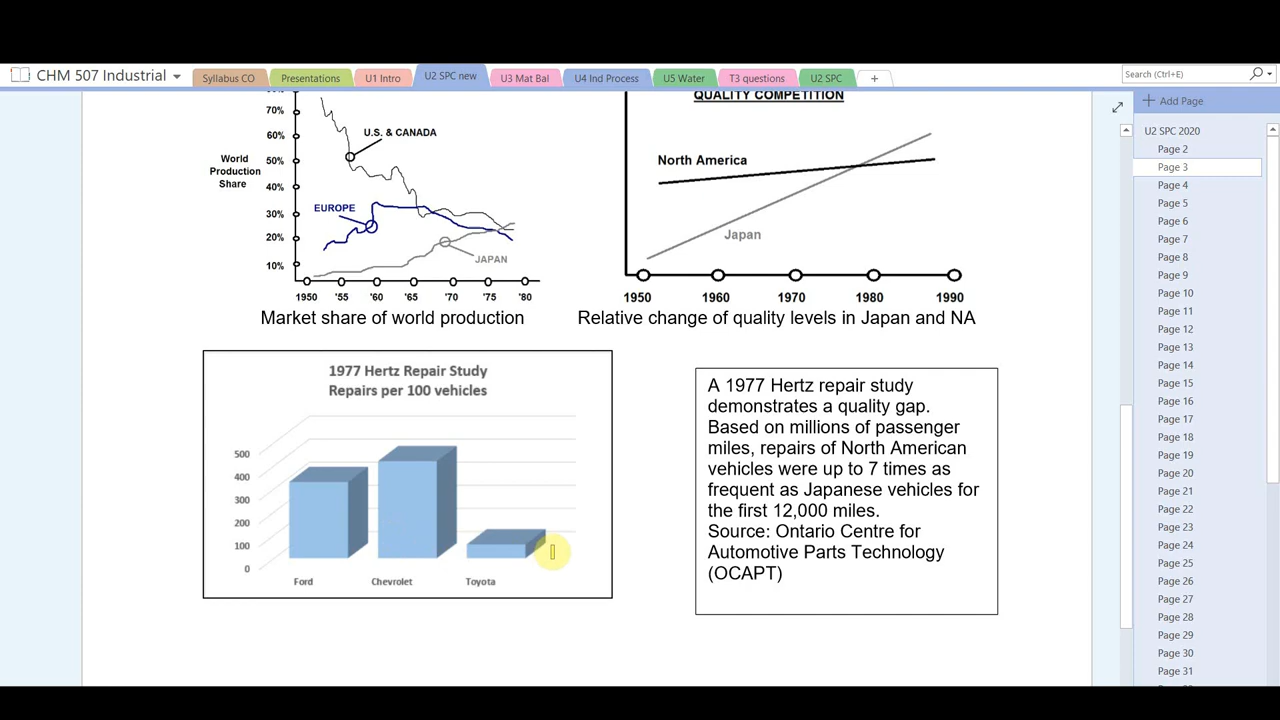 CHM 507 Industrial
Syllabus CO
Presentations
U1 Intro
U2 SPC new
U3 Mat Bal
U4 Ind Process
U5 Water
T3 questions
U2 SPC
Search (Ctrl+E)
70%
60%
50%
40%
30%
20%
10%
World
Production
Share
U.S. & CANADA
EUROPE
JAPAN
1950 '55 '60 '65 '70 '75 '80
Market share of world production
QUALITY COMPETITION
North America
Japan
1950 1960 1970 1980 1990
Relative change of quality levels in Japan and NA
1977 Hertz Repair Study
Repairs per 100 vehicles
500
400
300
200
100
0
Ford Chevrolet Toyota
A 1977 Hertz repair study
demonstrates a quality gap.
Based on millions of passenger
miles, repairs of North American
vehicles were up to 7 times as
frequent as Japanese vehicles for
the first 12,000 miles.
Source: Ontario Centre for
Automotive Parts Technology
(OCAPT)
Add Page
U2 SPC 2020
Page 2
Page 3
Page 4
Page 5
Page 6
Page 7
Page 8
Page 9
Page 10
Page 11
Page 12
Page 13
Page 14
Page 15
Page 16
Page 17
Page 18
Page 19
Page 20
Page 21
Page 22
Page 23
Page 24
Page 25
Page 26
Page 27
Page 28
Page 29
Page 30
Page 31